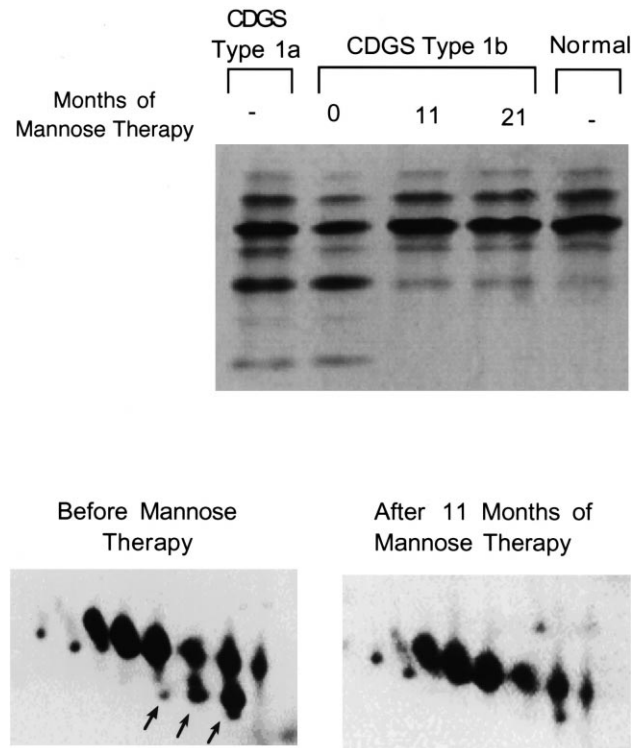 CDGS
Type 1a
CDGS Type 1b
Normal
Months of
Mannose Therapy
-
0
11
21
-
Before Mannose
Therapy
After 11 Months of
Mannose Therapy